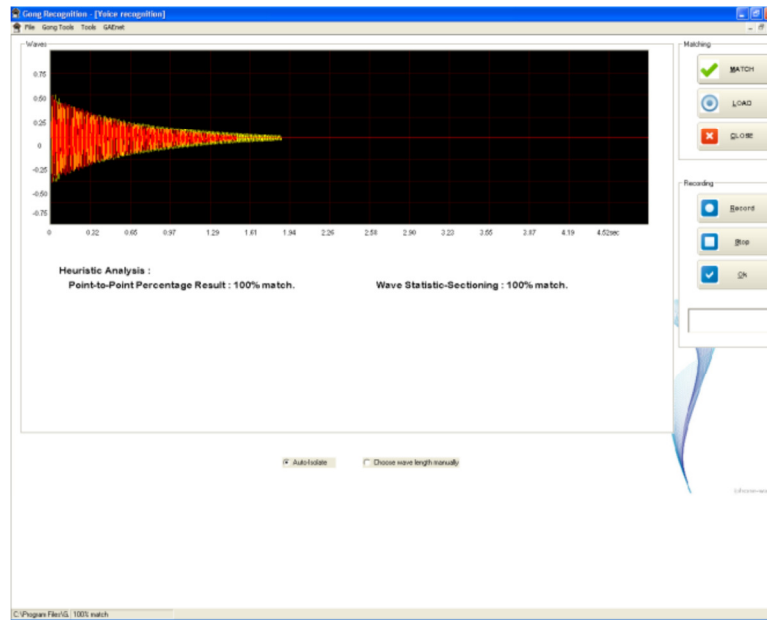 Gong Recognition - [Voice recognition]
File Gong Tools Tools GAEnet
Waves
0.75
0.50
0.25
0
-0.25
-0.50
-0.75
0 0.32 0.65 0.97 1.29 1.61 1.94 2.26 2.58 2.90 3.23 3.55 3.87 4.19 4.52sec
Heuristic Analysis :
Point-to-Point Percentage Result : 100% match. Wave Statistic-Sectioning : 100% match.
Auto-Isolate Choose wave length manually
Matching
MATCH
LOAD
CLOSE
Recording
Record
Stop
Ok
C:\Program Files\G. 100% match